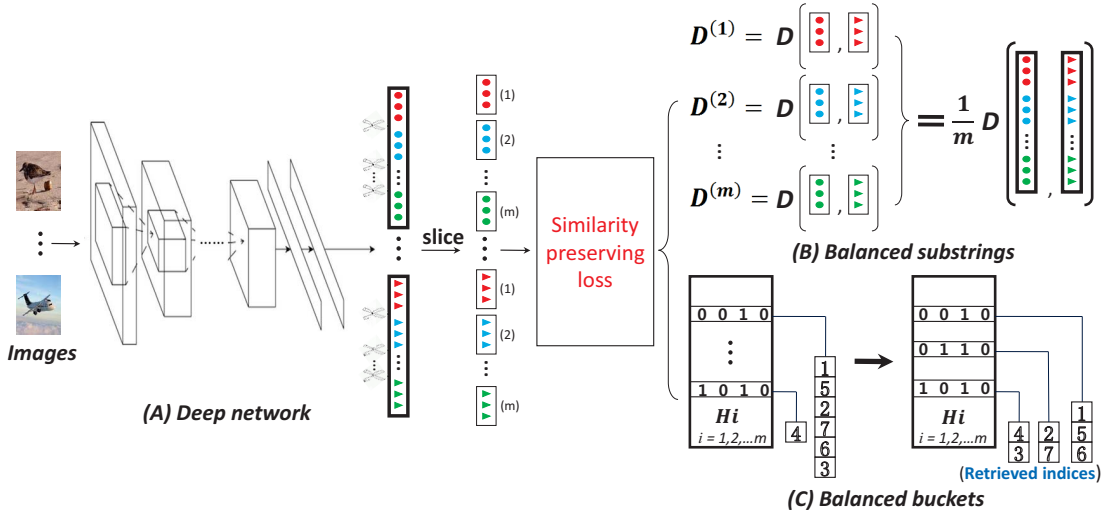 Images
(A) Deep network
slice
(1)
(2)
(m)
(1)
(2)
(m)
Similarity
preserving
loss
D^(1) = D { , }
D^(2) = D { , }
D^(m) = D { , }
= 1/m D { , }
(B) Balanced substrings
0 0 1 0
1 0 1 0
Hi
i = 1,2,...m
4
1
5
2
7
6
3
0 0 1 0
0 1 1 0
1 0 1 0
Hi
i = 1,2,...m
4
3
2
7
1
5
6
(Retrieved indices)
(C) Balanced buckets